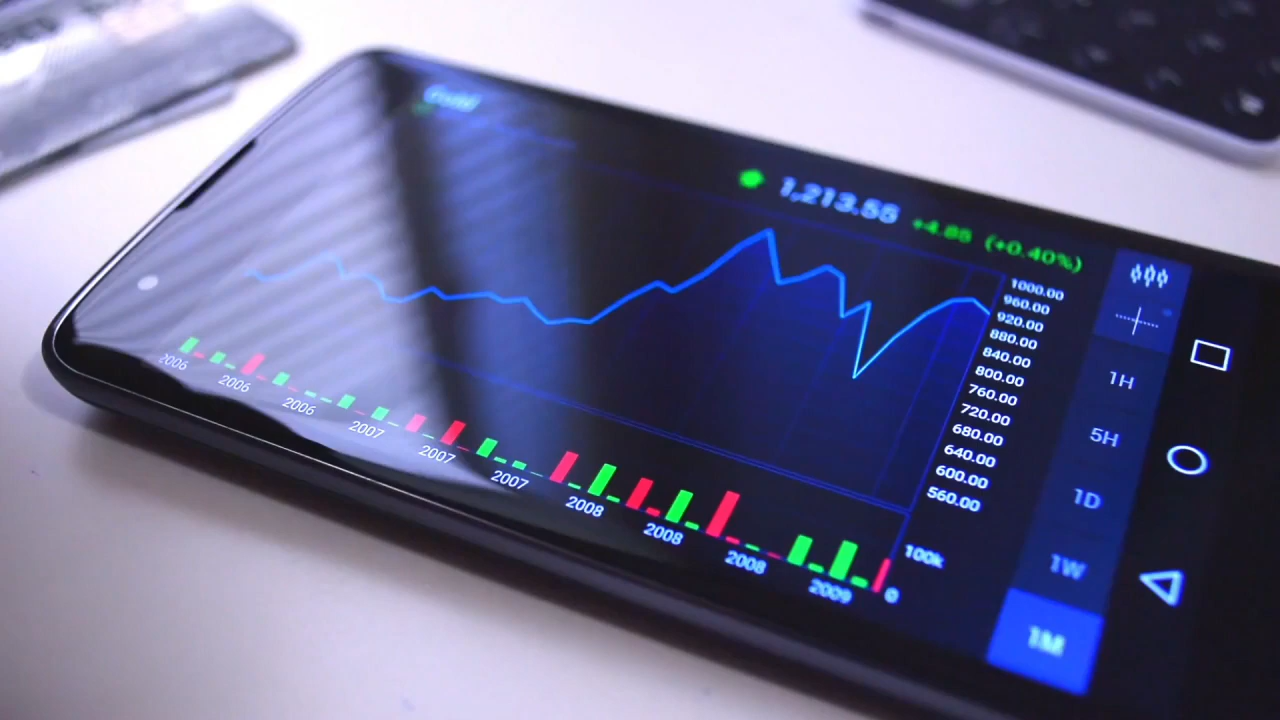 Gold
1,213.55 +4.85 (+0.40%)
1000.00
960.00
920.00
880.00
840.00
800.00
760.00
720.00
680.00
640.00
600.00
560.00
100k
0
2006
2006
2006
2007
2007
2007
2008
2008
2008
2009
1H
5H
1D
1W
1M